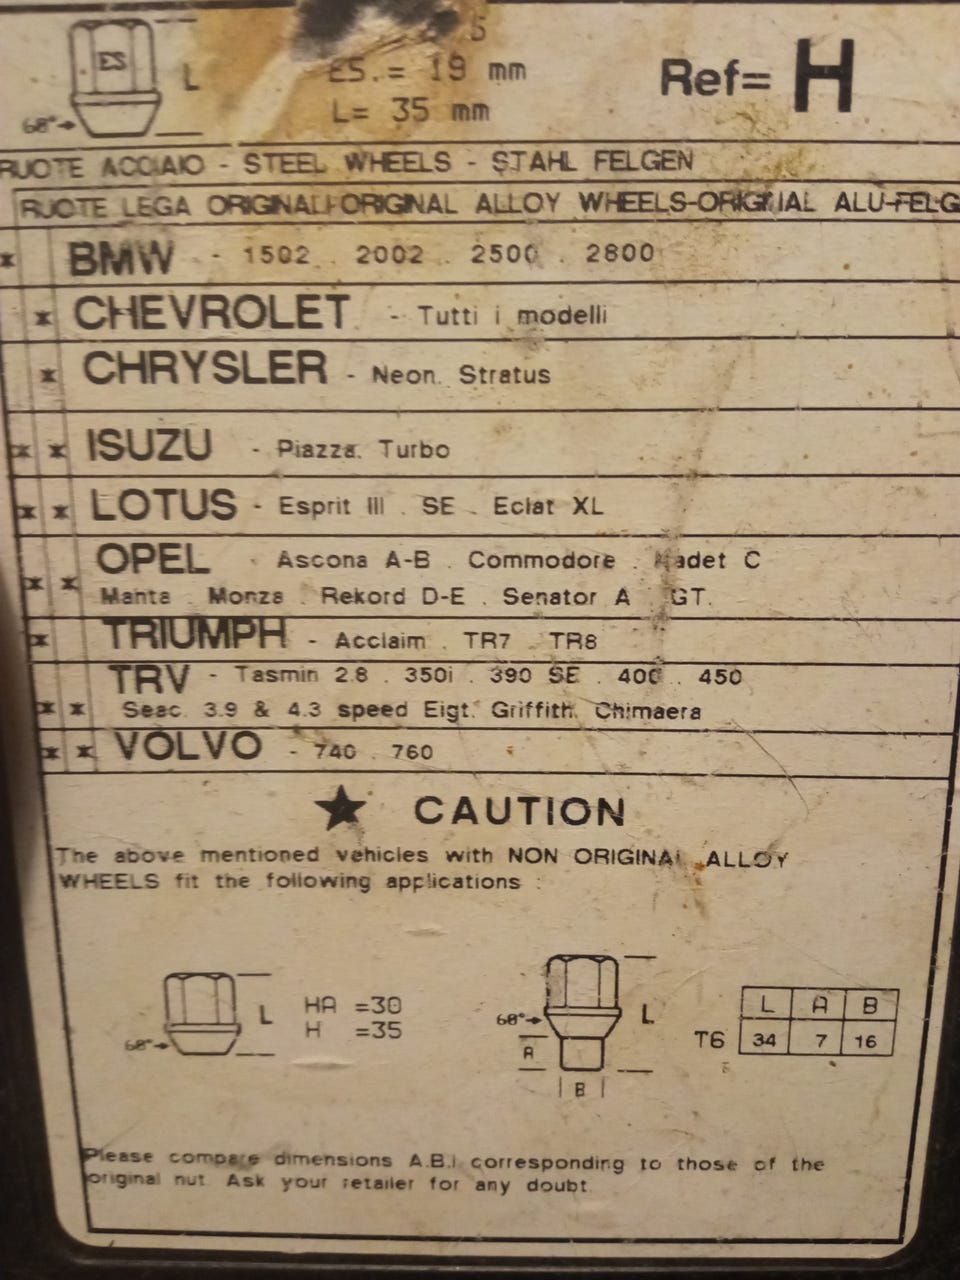 ES
L
60°
5
ES.= 19 mm
L= 35 mm
Ref= H
RUOTE ACCIAIO - STEEL WHEELS - STAHL FELGEN
RUOTE LEGA ORIGINALI-ORIGINAL ALLOY WHEELS-ORIGINAL ALU-FELG
* BMW - 1502 . 2002 . 2500 . 2800
* CHEVROLET - Tutti i modelli
* CHRYSLER - Neon. Stratus
* * ISUZU - Piazza. Turbo
* * LOTUS - Esprit III . SE . Eclat XL
OPEL - Ascona A-B . Commodore . Kadet C
* * Manta . Monza . Rekord D-E . Senator A . GT.
* TRIUMPH - Acclaim . TR7 . TR8
TRV - Tasmin 2.8 . 350i . 390 SE . 400 . 450
* * Seac. 3.9 & 4.3 speed Eigt. Griffith. Chimaera
* * VOLVO - 740 . 760
★ CAUTION
The above mentioned vehicles with NON ORIGINAL ALLOY
WHEELS fit the following applications :
60°
L
HA =30
H =35
60°
L
A
B
L A B
T6 34 7 16
Please compare dimensions A.B.I. corresponding to those of the
original nut. Ask your retailer for any doubt.